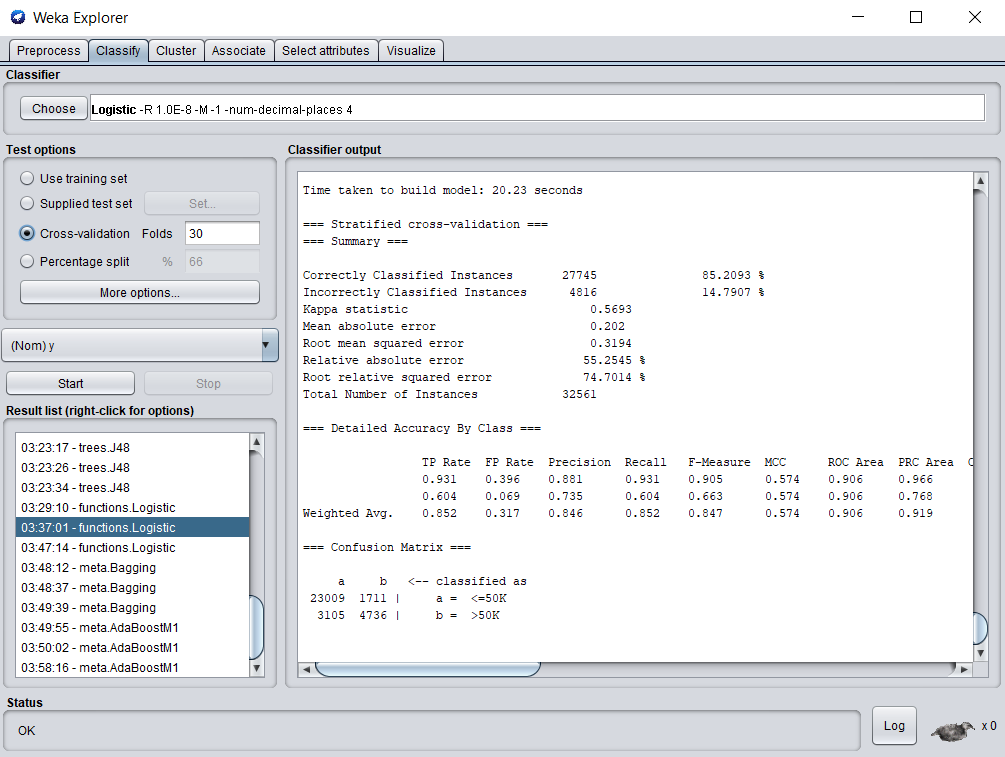 Weka Explorer
Preprocess Classify Cluster Associate Select attributes Visualize
Classifier
Choose Logistic -R 1.0E-8 -M -1 -num-decimal-places 4
Test options
Use training set
Supplied test set Set...
Cross-validation Folds 30
Percentage split % 66
More options...
(Nom) y
Start Stop
Result list (right-click for options)
03:23:17 - trees.J48
03:23:26 - trees.J48
03:23:34 - trees.J48
03:29:10 - functions.Logistic
03:37:01 - functions.Logistic
03:47:14 - functions.Logistic
03:48:12 - meta.Bagging
03:48:37 - meta.Bagging
03:49:39 - meta.Bagging
03:49:55 - meta.AdaBoostM1
03:50:02 - meta.AdaBoostM1
03:58:16 - meta.AdaBoostM1
Classifier output
Time taken to build model: 20.23 seconds
=== Stratified cross-validation ===
=== Summary ===
Correctly Classified Instances 27745 85.2093 %
Incorrectly Classified Instances 4816 14.7907 %
Kappa statistic 0.5693
Mean absolute error 0.202
Root mean squared error 0.3194
Relative absolute error 55.2545 %
Root relative squared error 74.7014 %
Total Number of Instances 32561
=== Detailed Accuracy By Class ===
TP Rate FP Rate Precision Recall F-Measure MCC ROC Area PRC Area C
0.931 0.396 0.881 0.931 0.905 0.574 0.906 0.966
0.604 0.069 0.735 0.604 0.663 0.574 0.906 0.768
Weighted Avg. 0.852 0.317 0.846 0.852 0.847 0.574 0.906 0.919
=== Confusion Matrix ===
a b <-- classified as
23009 1711 | a = <=50K
3105 4736 | b = >50K
Status
OK
Log x 0